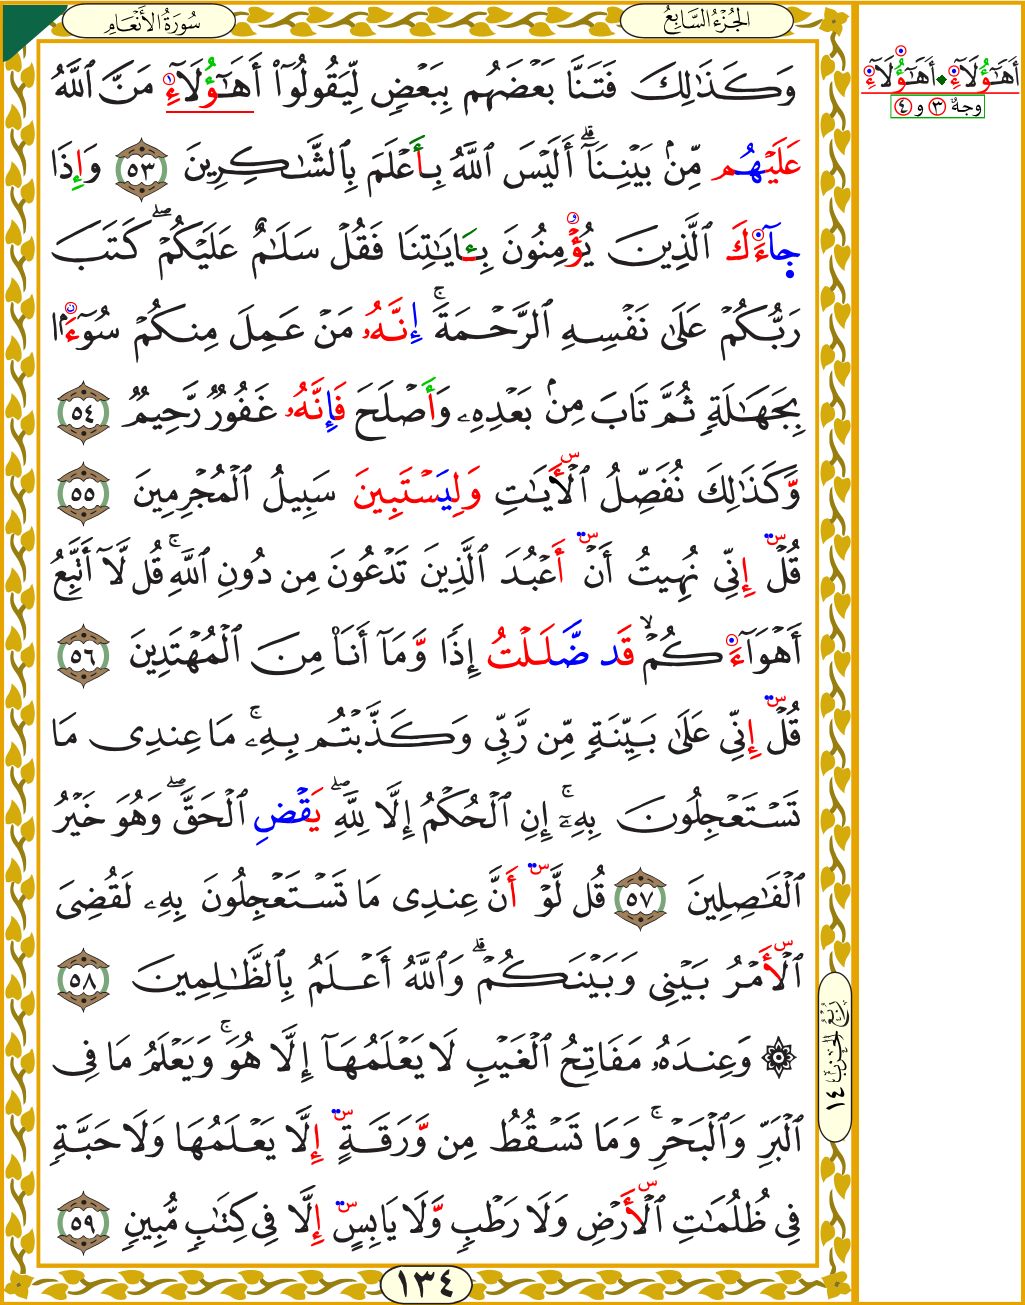 سُورَةُ الأَنْعَامِ
الجُزْءُ السَّابِعُ
وَكَذَٰلِكَ فَتَنَّا بَعْضَهُم بِبَعْضٍ لِّيَقُولُوٓا۟ أَهَـٰٓؤُلَآءِ مَنَّ ٱللَّهُ
عَلَيْهُم مِّنۢ بَيْنِنَآ ۗ أَلَيْسَ ٱللَّهُ بِأَعْلَمَ بِٱلشَّـٰكِرِينَ ٥٣ وَإِذَا
جَآءَكَ ٱلَّذِينَ يُؤْمِنُونَ بِـَٔايَـٰتِنَا فَقُلْ سَلَـٰمٌ عَلَيْكُمْ ۖ كَتَبَ
رَبُّكُمْ عَلَىٰ نَفْسِهِ ٱلرَّحْمَةَ ۚ إِنَّهُۥ مَنْ عَمِلَ مِنكُمْ سُوٓءًۢا
بِجَهَـٰلَةٍ ثُمَّ تَابَ مِنۢ بَعْدِهِۦ وَأَصْلَحَ فَإِنَّهُۥ غَفُورٌ رَّحِيمٌ ٥٤
وَّكَذَٰلِكَ نُفَصِّلُ ٱلْأَيَـٰتِ وَلِيَسْتَبِينَ سَبِيلُ ٱلْمُجْرِمِينَ ٥٥
قُلْ إِنِّى نُهِيتُ أَنْ أَعْبُدَ ٱلَّذِينَ تَدْعُونَ مِن دُونِ ٱللَّهِ ۚ قُل لَّآ أَتَّبِعُ
أَهْوَآءَكُمْ ۙ قَد ضَّلَلْتُ إِذًا وَّمَآ أَنَا۠ مِنَ ٱلْمُهْتَدِينَ ٥٦
قُلْ إِنِّى عَلَىٰ بَيِّنَةٍ مِّن رَّبِّى وَكَذَّبْتُم بِهِۦ ۚ مَا عِندِى مَا
تَسْتَعْجِلُونَ بِهِۦٓ ۚ إِنِ ٱلْحُكْمُ إِلَّا لِلَّهِ ۖ يَقْضِ ٱلْحَقَّ ۖ وَهُوَ خَيْرُ
ٱلْفَـٰصِلِينَ ٥٧ قُل لَّوْ أَنَّ عِندِى مَا تَسْتَعْجِلُونَ بِهِۦ لَقُضِىَ
ٱلْأَمْرُ بَيْنِى وَبَيْنَكُمْ ۗ وَٱللَّهُ أَعْلَمُ بِٱلظَّـٰلِمِينَ ٥٨
۞ وَعِندَهُۥ مَفَاتِحُ ٱلْغَيْبِ لَا يَعْلَمُهَآ إِلَّا هُوَ ۚ وَيَعْلَمُ مَا فِى
ٱلْبَرِّ وَٱلْبَحْرِ ۚ وَمَا تَسْقُطُ مِن وَّرَقَةٍ إِلَّا يَعْلَمُهَا وَلَا حَبَّةٍ
فِى ظُلُمَـٰتِ ٱلْأَرْضِ وَلَا رَطْبٍ وَّلَا يَابِسٍ إِلَّا فِى كِتَـٰبٍ مُّبِينٍ ٥٩
١٣٤
أَهَـٰٓؤُلَآءِ • أَهَـٰٓؤُلَآءِ
وجهٌ ٣ و ٤
رُبْعُ الحِزْبِ ١٤